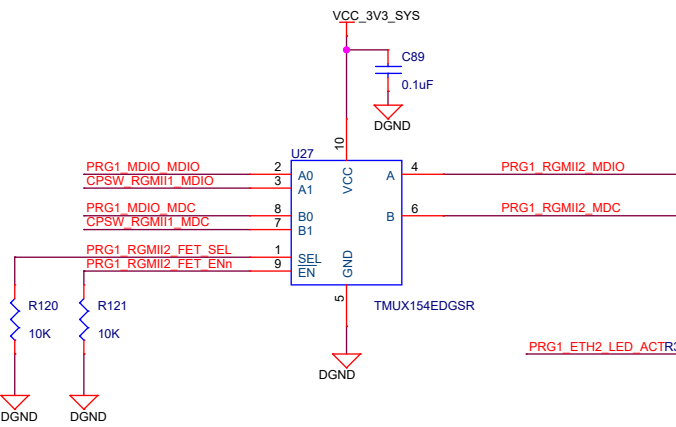 VCC_3V3_SYS
C89
0.1uF
DGND
U27
10
PRG1_MDIO_MDIO 2 A0 VCC A 4 PRG1_RGMII2_MDIO
CPSW_RGMII1_MDIO 3 A1
PRG1_MDIO_MDC 8 B0 B 6 PRG1_RGMII2_MDC
CPSW_RGMII1_MDC 7 B1
PRG1_RGMII2_FET_SEL 1 SEL GND
PRG1_RGMII2_FET_ENn 9 EN
5
R120 R121 TMUX154EDGSR
10K 10K
PRG1_ETH2_LED_ACT
DGND
DGND DGND